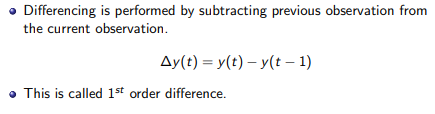 • Differencing is performed by subtracting previous observation from
the current observation.
Δy(t) = y(t) − y(t − 1)
• This is called 1st order difference.